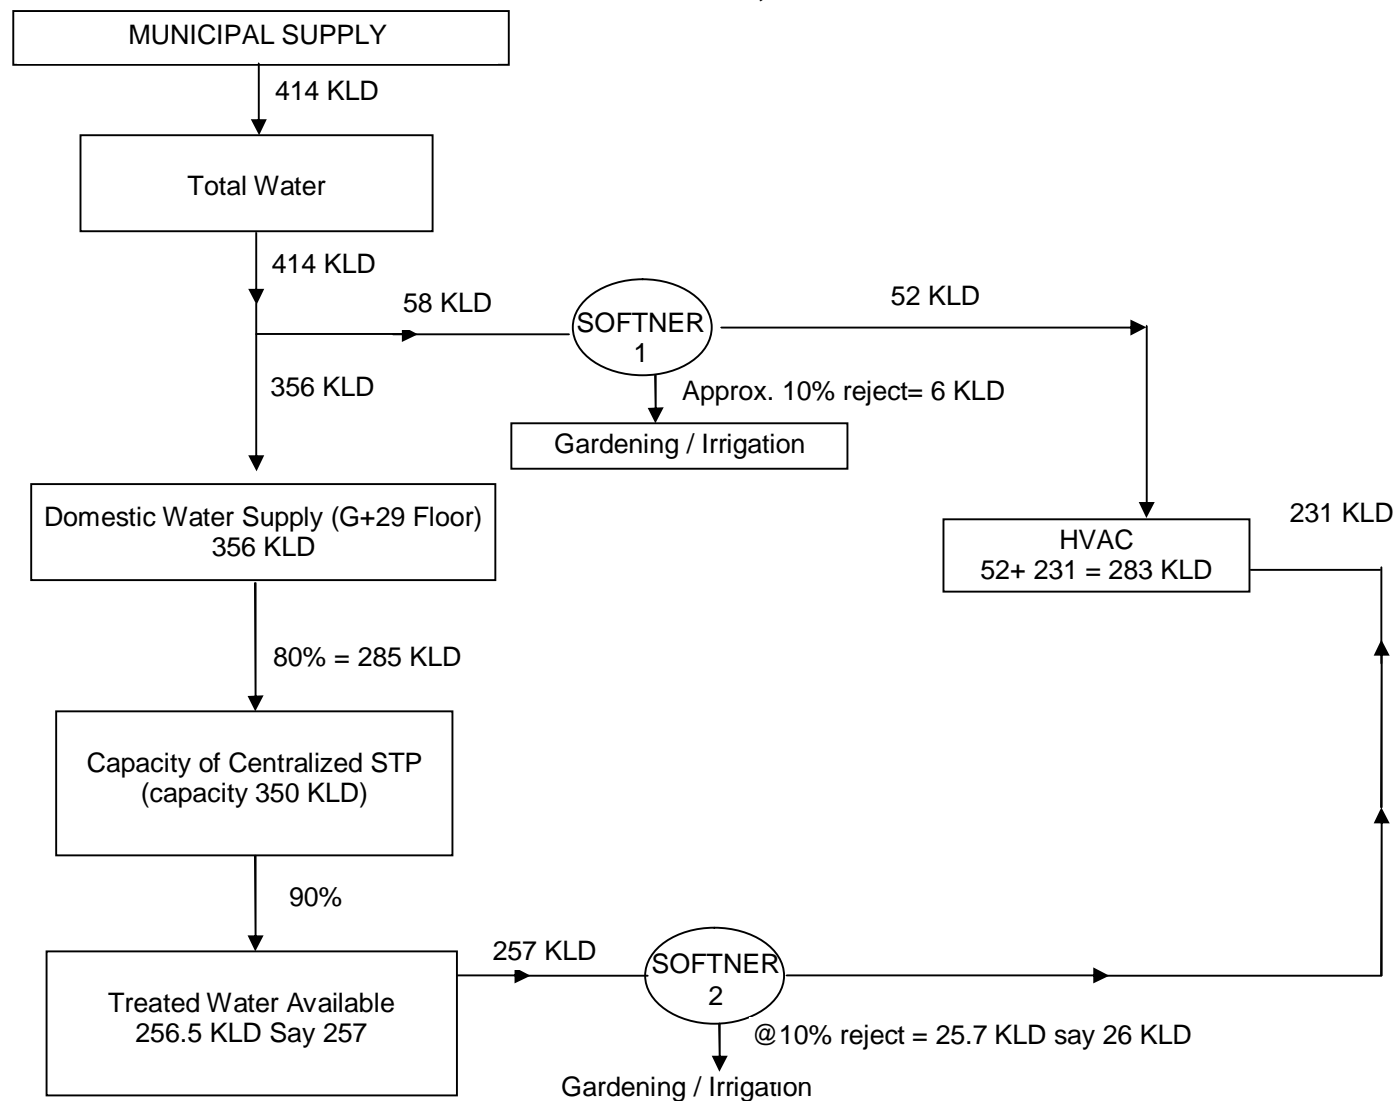 MUNICIPAL SUPPLY
414 KLD
Total Water
414 KLD
58 KLD
SOFTNER
1
52 KLD
356 KLD
Approx. 10% reject= 6 KLD
Gardening / Irrigation
Domestic Water Supply (G+29 Floor)
356 KLD
HVAC
52+ 231 = 283 KLD
231 KLD
80% = 285 KLD
Capacity of Centralized STP
(capacity 350 KLD)
90%
Treated Water Available
256.5 KLD Say 257
257 KLD
SOFTNER
2
@10% reject = 25.7 KLD say 26 KLD
Gardening / Irrigation